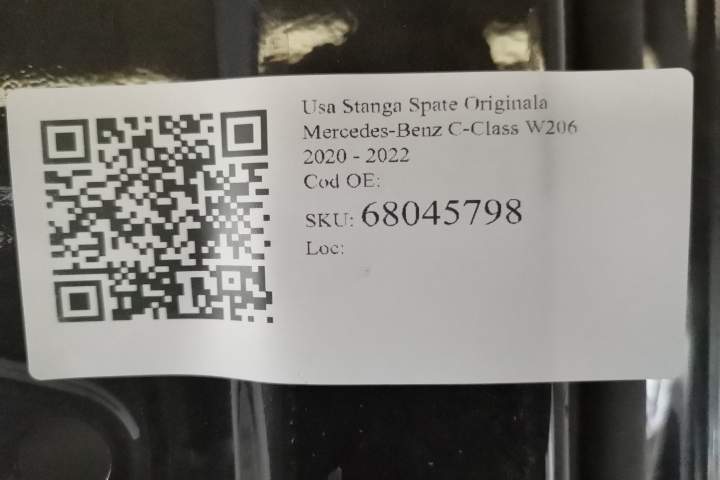 Usa Stanga Spate Originala
Mercedes-Benz C-Class W206
2020 - 2022
Cod OE:
SKU: 68045798
Loc: